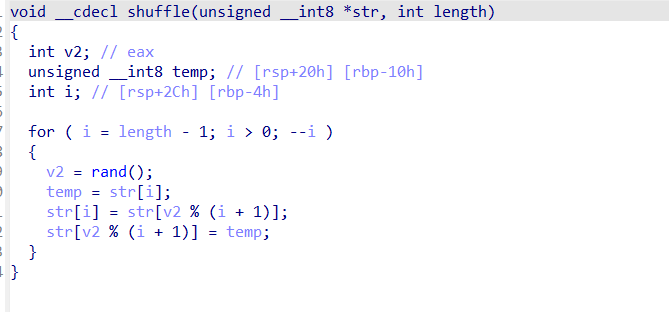 void __cdecl shuffle(unsigned __int8 *str, int length)
{
  int v2; // eax
  unsigned __int8 temp; // [rsp+20h] [rbp-10h]
  int i; // [rsp+2Ch] [rbp-4h]

  for ( i = length - 1; i > 0; --i )
  {
    v2 = rand();
    temp = str[i];
    str[i] = str[v2 % (i + 1)];
    str[v2 % (i + 1)] = temp;
  }
}